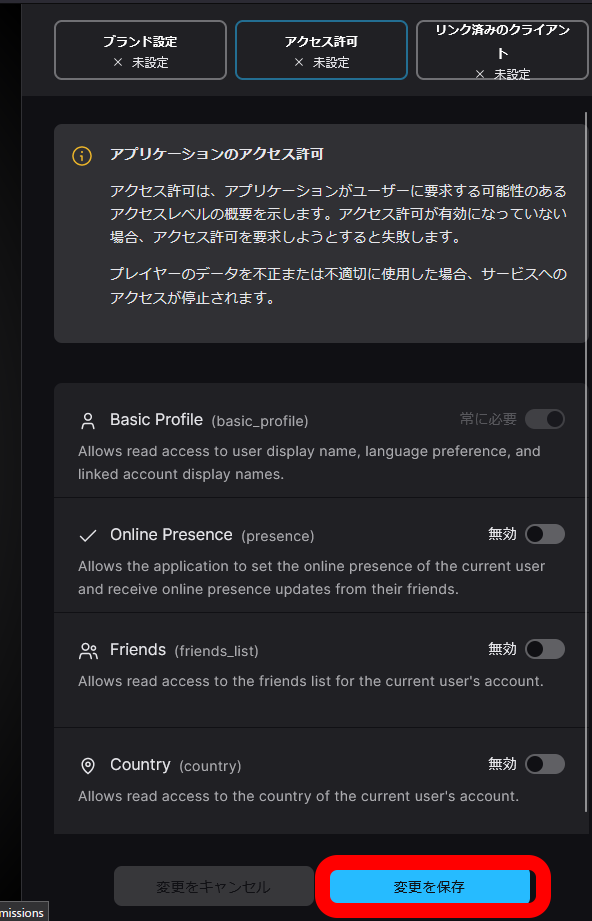 ブランド設定
× 未設定
アクセス許可
× 未設定
リンク済みのクライアン
ト
× 未設定
アプリケーションのアクセス許可
アクセス許可は、アプリケーションがユーザーに要求する可能性のある
アクセスレベルの概要を示します。アクセス許可が有効になっていない
場合、アクセス許可を要求しようとすると失敗します。
プレイヤーのデータを不正または不適切に使用した場合、サービスへの
アクセスが停止されます。
Basic Profile (basic_profile)
常に必要
Allows read access to user display name, language preference, and
linked account display names.
Online Presence (presence)
無効
Allows the application to set the online presence of the current user
and receive online presence updates from their friends.
Friends (friends_list)
無効
Allows read access to the friends list for the current user's account.
Country (country)
無効
Allows read access to the country of the current user's account.
変更をキャンセル
変更を保存
missions